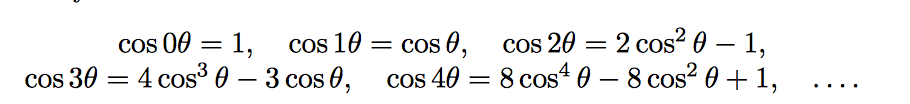 cos 0θ = 1, cos 1θ = cos θ, cos 2θ = 2 cos² θ − 1,
cos 3θ = 4 cos³ θ − 3 cos θ, cos 4θ = 8 cos⁴ θ − 8 cos² θ + 1, ....